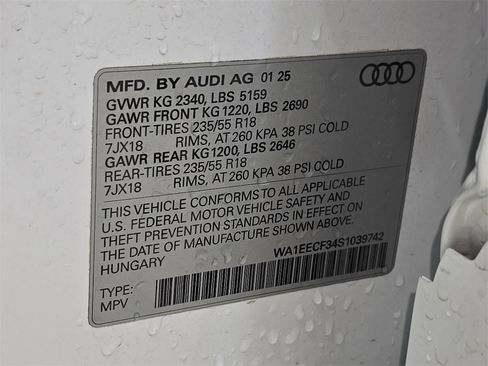 MFD. BY AUDI AG 01 25
GVWR KG 2340, LBS 5159
GAWR FRONT KG 1220, LBS 2690
FRONT-TIRES 235/55 R18
7JX18 RIMS, AT 260 KPA 38 PSI COLD
GAWR REAR KG1200, LBS 2646
REAR-TIRES 235/55 R18
7JX18 RIMS, AT 260 KPA 38 PSI COLD
THIS VEHICLE CONFORMS TO ALL APPLICABLE
U.S. FEDERAL MOTOR VEHICLE SAFETY AND
THEFT PREVENTION STANDARDS IN EFFECT ON
THE DATE OF MANUFACTURE SHOWN ABOVE.
HUNGARY WA1EECF34S1039742
TYPE:
MPV